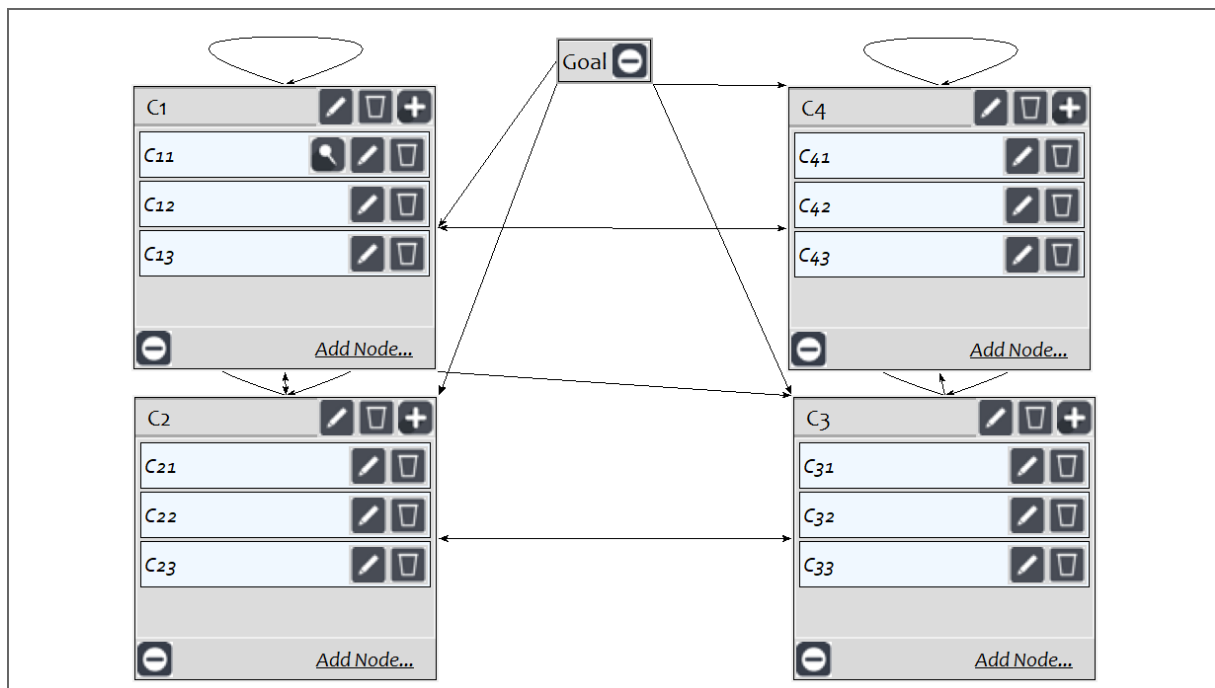 Goal
C1
C11
C12
C13
Add Node...
C4
C41
C42
C43
Add Node...
C2
C21
C22
C23
Add Node...
C3
C31
C32
C33
Add Node...